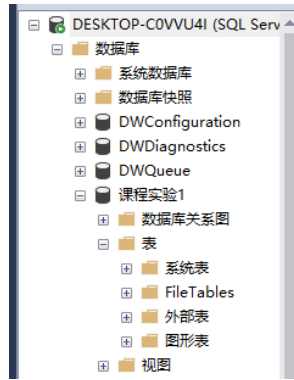 DESKTOP-C0VVU4I (SQL Serv
数据库
系统数据库
数据库快照
DWConfiguration
DWDiagnostics
DWQueue
课程实验1
数据库关系图
表
系统表
FileTables
外部表
图形表
视图